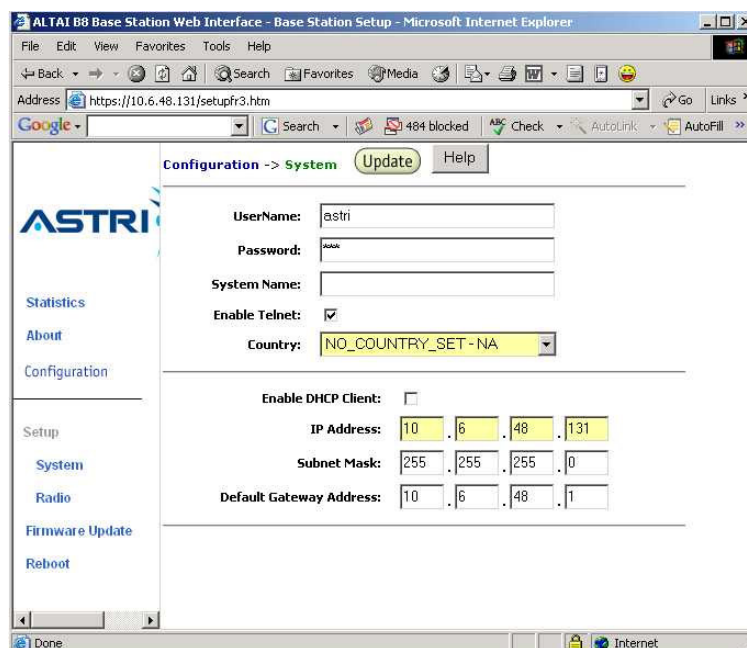 ALTAI B8 Base Station Web Interface - Base Station Setup - Microsoft Internet Explorer
File Edit View Favorites Tools Help
Back Search Favorites Media
Address https://10.6.48.131/setupfr3.htm Go Links »
Google Search 484 blocked ABC Check AutoLink AutoFill »
Configuration -> System Update Help
ASTRI
UserName: astri
Password: ***
System Name:
Statistics
Enable Telnet:
About
Country: NO_COUNTRY_SET - NA
Configuration
Enable DHCP Client:
Setup
IP Address: 10 . 6 . 48 . 131
System
Subnet Mask: 255 . 255 . 255 . 0
Radio
Default Gateway Address: 10 . 6 . 48 . 1
Firmware Update
Reboot
Done Internet